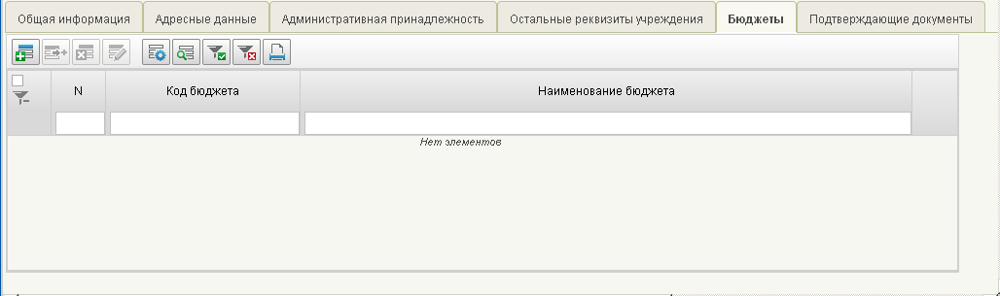 Общая информация Адресные данные Административная принадлежность Остальные реквизиты учреждения Бюджеты Подтверждающие документы
N Код бюджета Наименование бюджета
Нет элементов